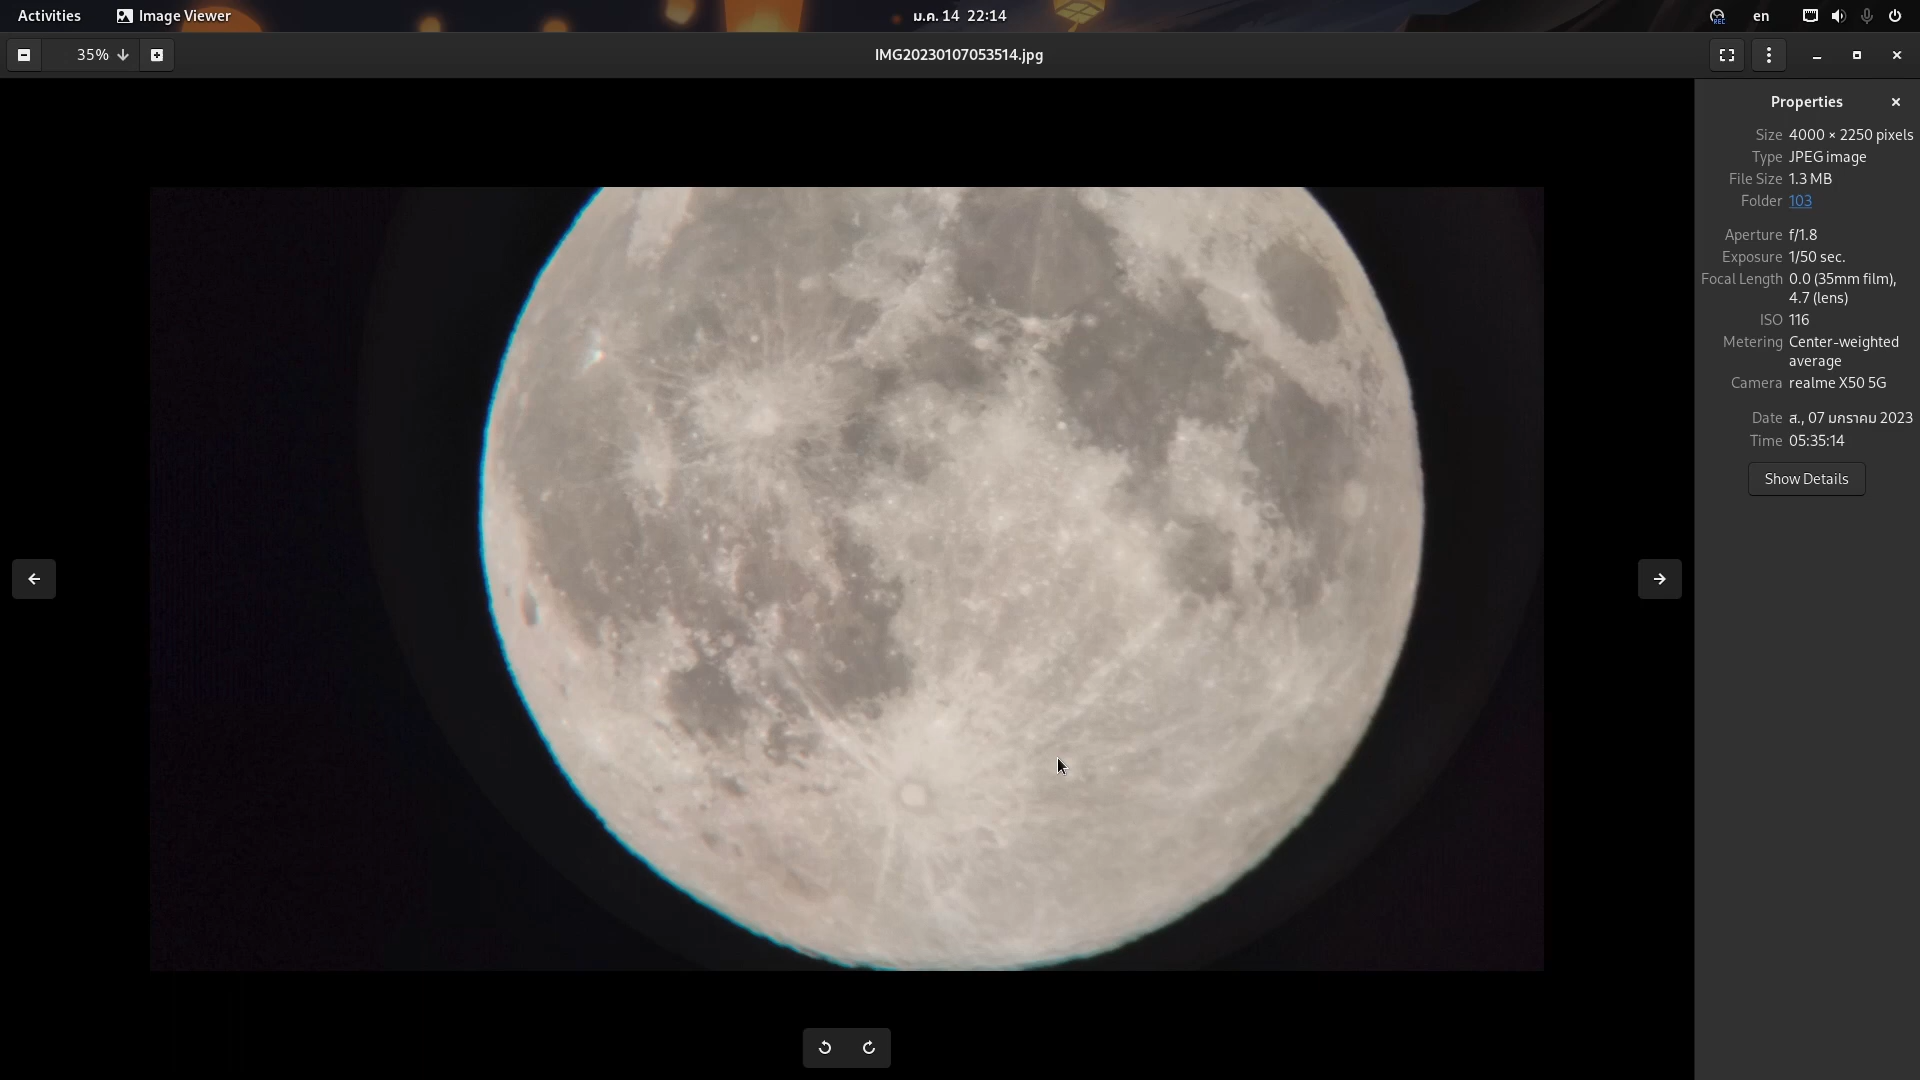 Activities Image Viewer ม.ค. 14 22:14 REC en
35% IMG20230107053514.jpg
Properties
Size 4000 × 2250 pixels
Type JPEG image
File Size 1.3 MB
Folder 103
Aperture f/1.8
Exposure 1/50 sec.
Focal Length 0.0 (35mm film),
4.7 (lens)
ISO 116
Metering Center-weighted
average
Camera realme X50 5G
Date ส., 07 มกราคม 2023
Time 05:35:14
Show Details